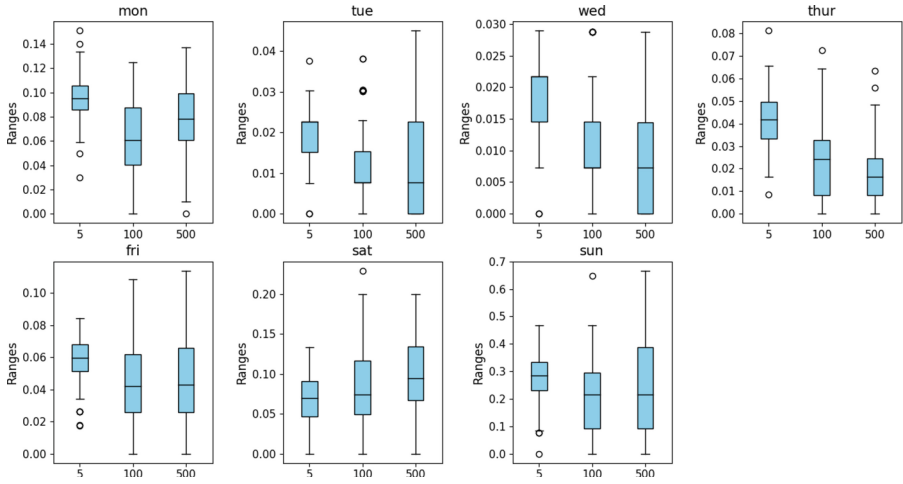 mon
Ranges
0.14
0.12
0.10
0.08
0.06
0.04
0.02
0.00
5 100 500
tue
Ranges
0.04
0.03
0.02
0.01
0.00
5 100 500
wed
Ranges
0.030
0.025
0.020
0.015
0.010
0.005
0.000
5 100 500
thur
Ranges
0.08
0.07
0.06
0.05
0.04
0.03
0.02
0.01
0.00
5 100 500
fri
Ranges
0.10
0.08
0.06
0.04
0.02
0.00
5 100 500
sat
Ranges
0.20
0.15
0.10
0.05
0.00
5 100 500
sun
Ranges
0.7
0.6
0.5
0.4
0.3
0.2
0.1
0.0
5 100 500